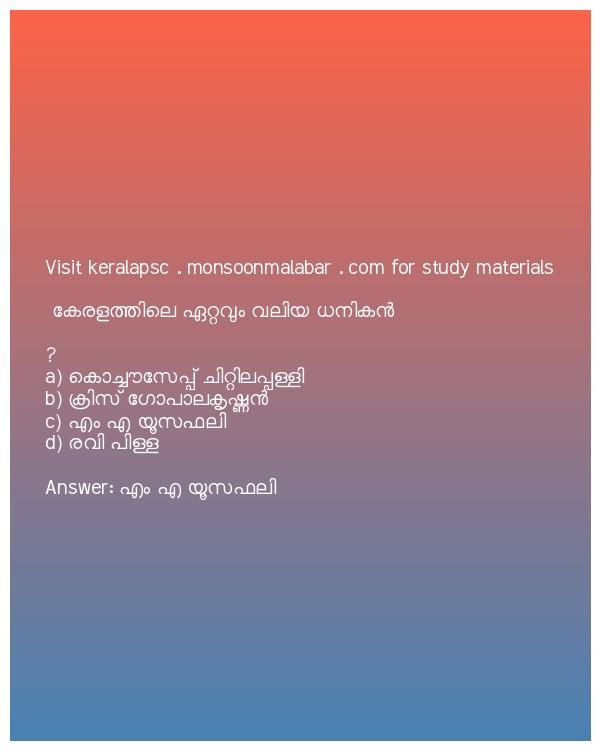 Visit keralapsc . monsoonmalabar . com for study materials
കേരളത്തിലെ ഏറ്റവും വലിയ ധനികൻ
?
a) കൊച്ചൗസേപ്പ് ചിറ്റിലപ്പള്ളി
b) ക്രിസ് ഗോപാലകൃഷ്ണൻ
c) എം എ യൂസഫലി
d) രവി പിള്ള
Answer: എം എ യൂസഫലി